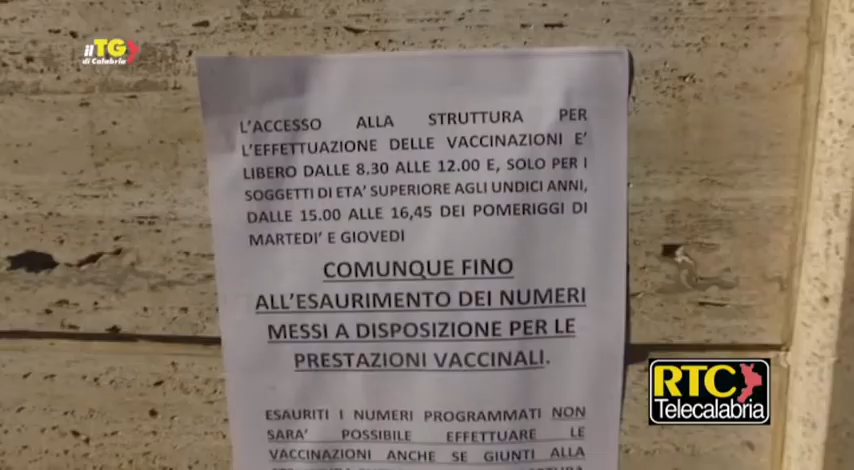 il TG
di Calabria
L'ACCESSO ALLA STRUTTURA PER
L'EFFETTUAZIONE DELLE VACCINAZIONI E'
LIBERO DALLE 8.30 ALLE 12.00 E, SOLO PER I
SOGGETTI DI ETA' SUPERIORE AGLI UNDICI ANNI,
DALLE 15.00 ALLE 16,45 DEI POMERIGGI DI
MARTEDI' E GIOVEDI
COMUNQUE FINO
ALL'ESAURIMENTO DEI NUMERI
MESSI A DISPOSIZIONE PER LE
PRESTAZIONI VACCINALI.
ESAURITI I NUMERI PROGRAMMATI NON
SARA' POSSIBILE EFFETTUARE LE
VACCINAZIONI ANCHE SE GIUNTI ALLA
RTC
Telecalabria